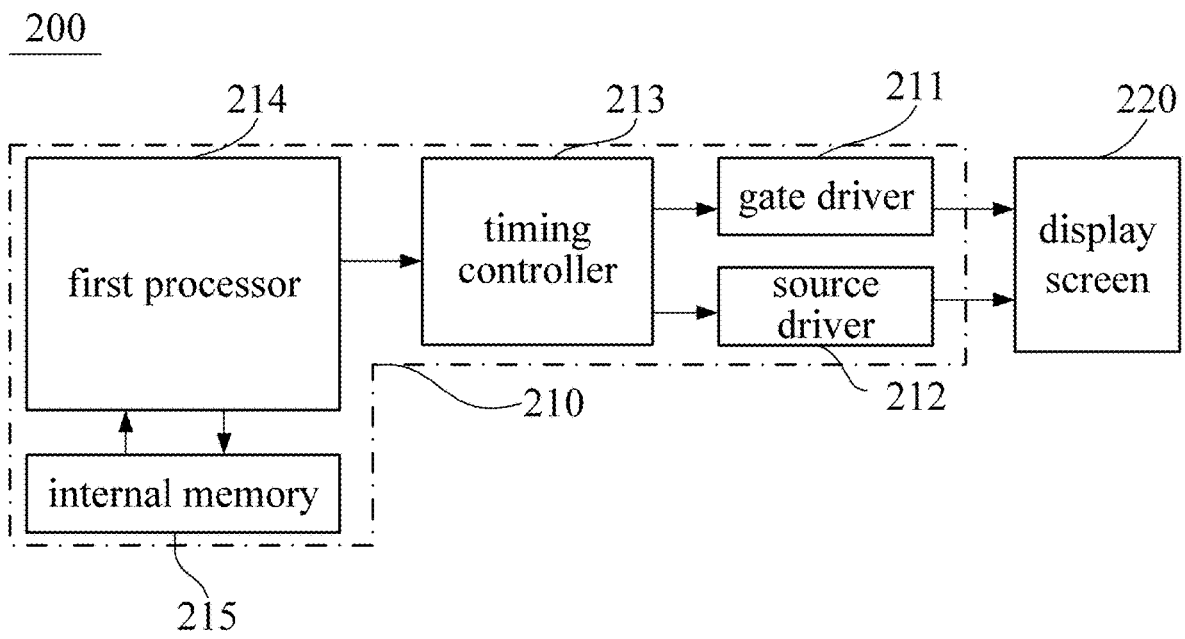 200
214
213
211
220
first processor
timing
controller
gate driver
source
driver
display
screen
210
212
internal memory
215